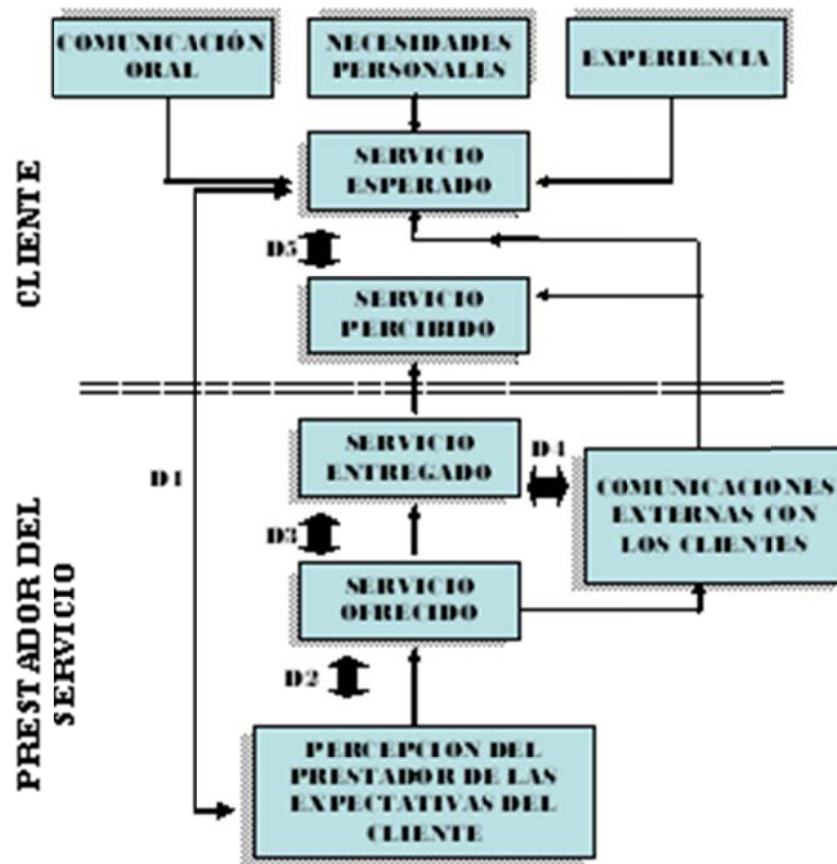 COMUNICACIÓN
ORAL
NECESIDADES
PERSONALES
EXPERIENCIA
CLIENTE
SERVICIO
ESPERADO
D5
SERVICIO
PERCIBIDO
SERVICIO
ENTREGADO
D4
D1
COMUNICACIONES
EXTERNAS CON
LOS CLIENTES
D3
PRESTADOR DEL
SERVICIO
SERVICIO
OFRECIDO
D2
PERCEPCION DEL
PRESTADOR DE LAS
EXPECTATIVAS DEL
CLIENTE